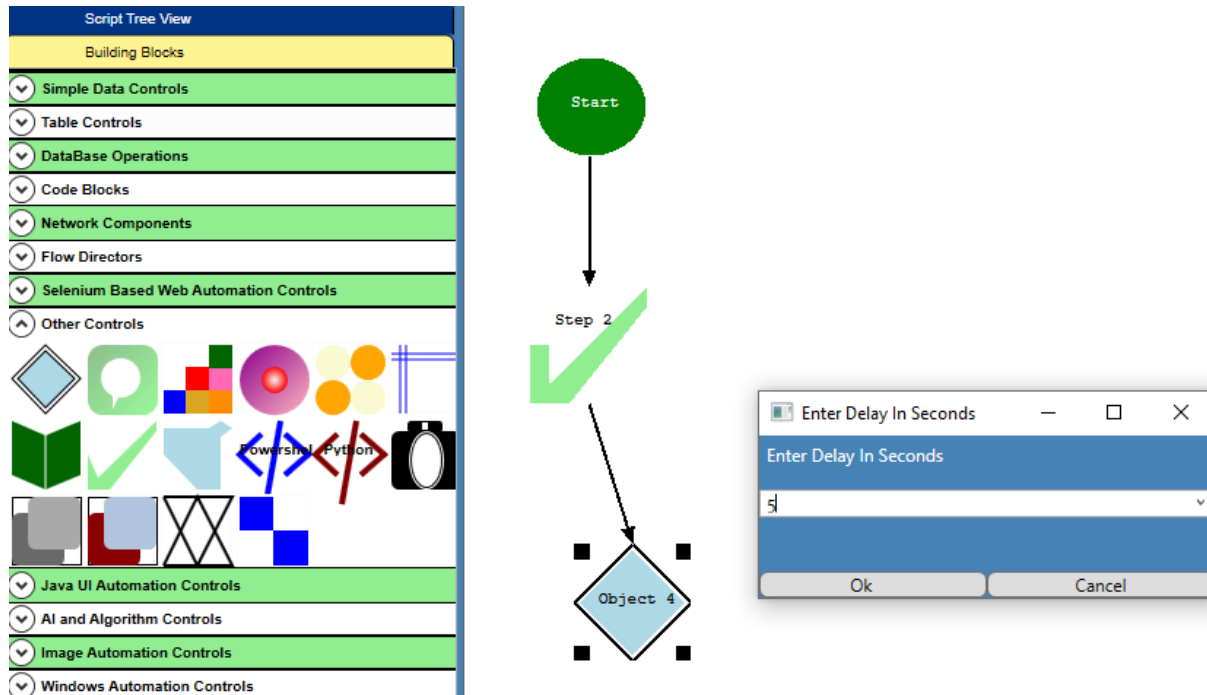 Script Tree View
Building Blocks
Simple Data Controls
Table Controls
DataBase Operations
Code Blocks
Network Components
Flow Directors
Selenium Based Web Automation Controls
Other Controls
Powershel
Python
Java UI Automation Controls
AI and Algorithm Controls
Image Automation Controls
Windows Automation Controls
Start
Step 2
Object 4
Enter Delay In Seconds
Enter Delay In Seconds
5
Ok Cancel